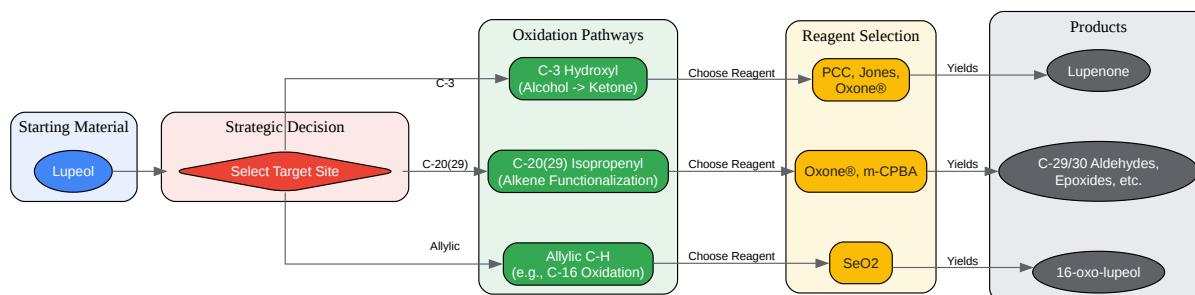 Oxidation Pathways
Reagent Selection
Products
C-3 Hydroxyl
(Alcohol -> Ketone)
Choose Reagent
PCC, Jones,
Oxone®
Yields
Lupenone
C-3
Starting Material
Strategic Decision
Lupeol
Select Target Site
C-20(29)
C-20(29) Isopropenyl
(Alkene Functionalization)
Choose Reagent
Oxone®, m-CPBA
Yields
C-29/30 Aldehydes,
Epoxides, etc.
Allylic
Allylic C-H
(e.g., C-16 Oxidation)
Choose Reagent
SeO2
Yields
16-oxo-lupeol